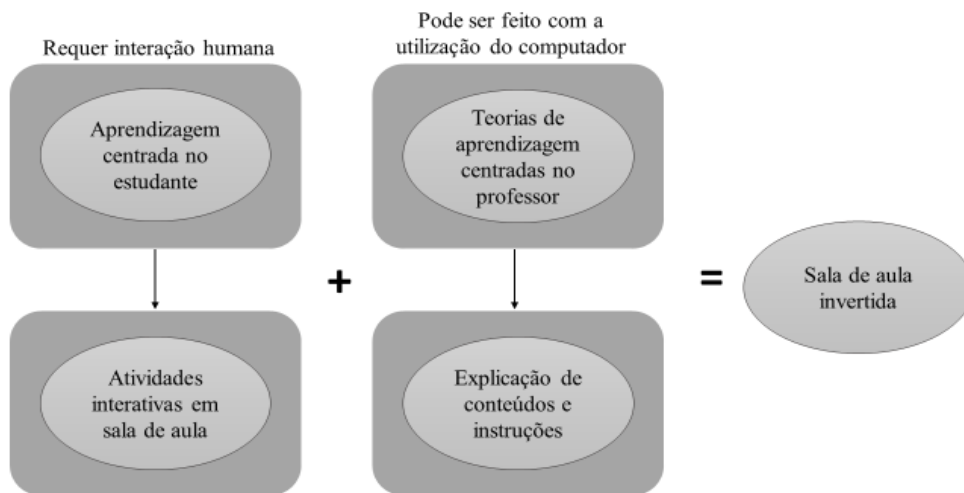 Requer interação humana
Aprendizagem
centrada no
estudante
Atividades
interativas em
sala de aula
+
Pode ser feito com a
utilização do computador
Teorias de
aprendizagem
centradas no
professor
Explicação de
conteúdos e
instruções
=
Sala de aula
invertida